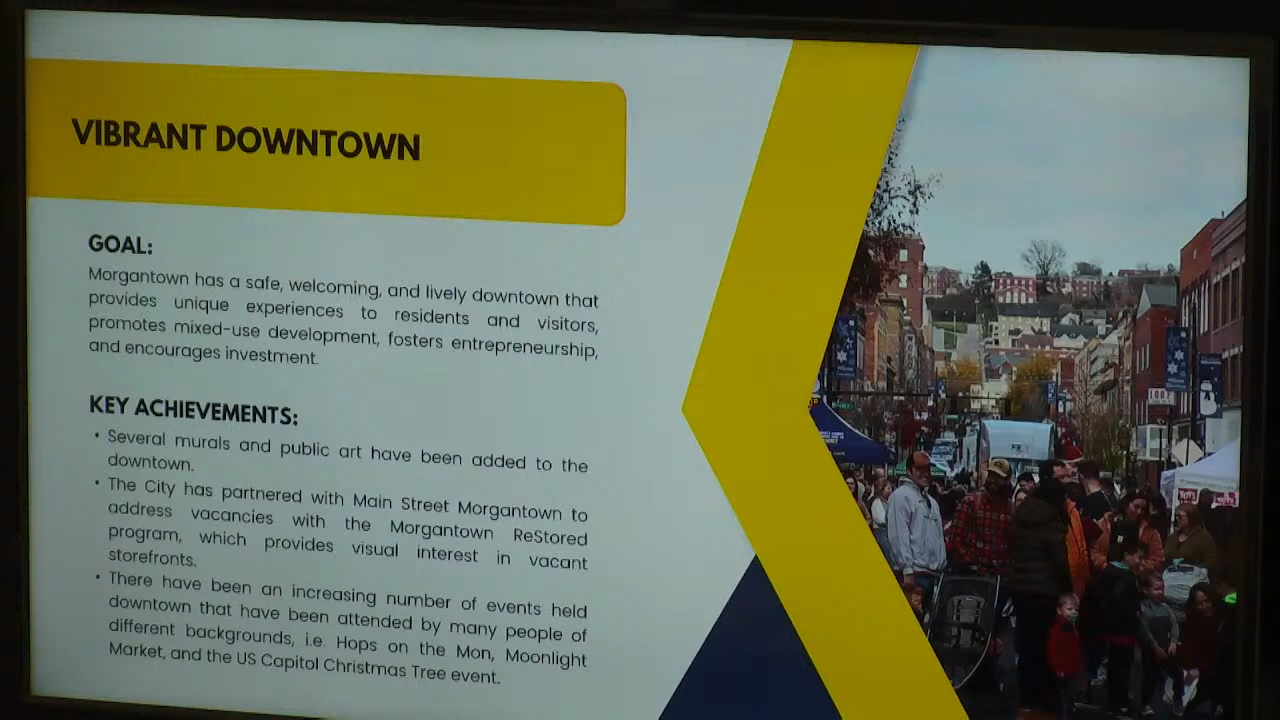 VIBRANT DOWNTOWN
GOAL:
Morgantown has a safe, welcoming, and lively downtown that
provides unique experiences to residents and visitors,
promotes mixed-use development, fosters entrepreneurship,
and encourages investment.
KEY ACHIEVEMENTS:
• Several murals and public art have been added to the
downtown.
• The City has partnered with Main Street Morgantown to
address vacancies with the Morgantown ReStored
program, which provides visual interest in vacant
storefronts.
• There have been an increasing number of events held
downtown that have been attended by many people of
different backgrounds, i.e. Hops on the Mon, Moonlight
Market, and the US Capitol Christmas Tree event.